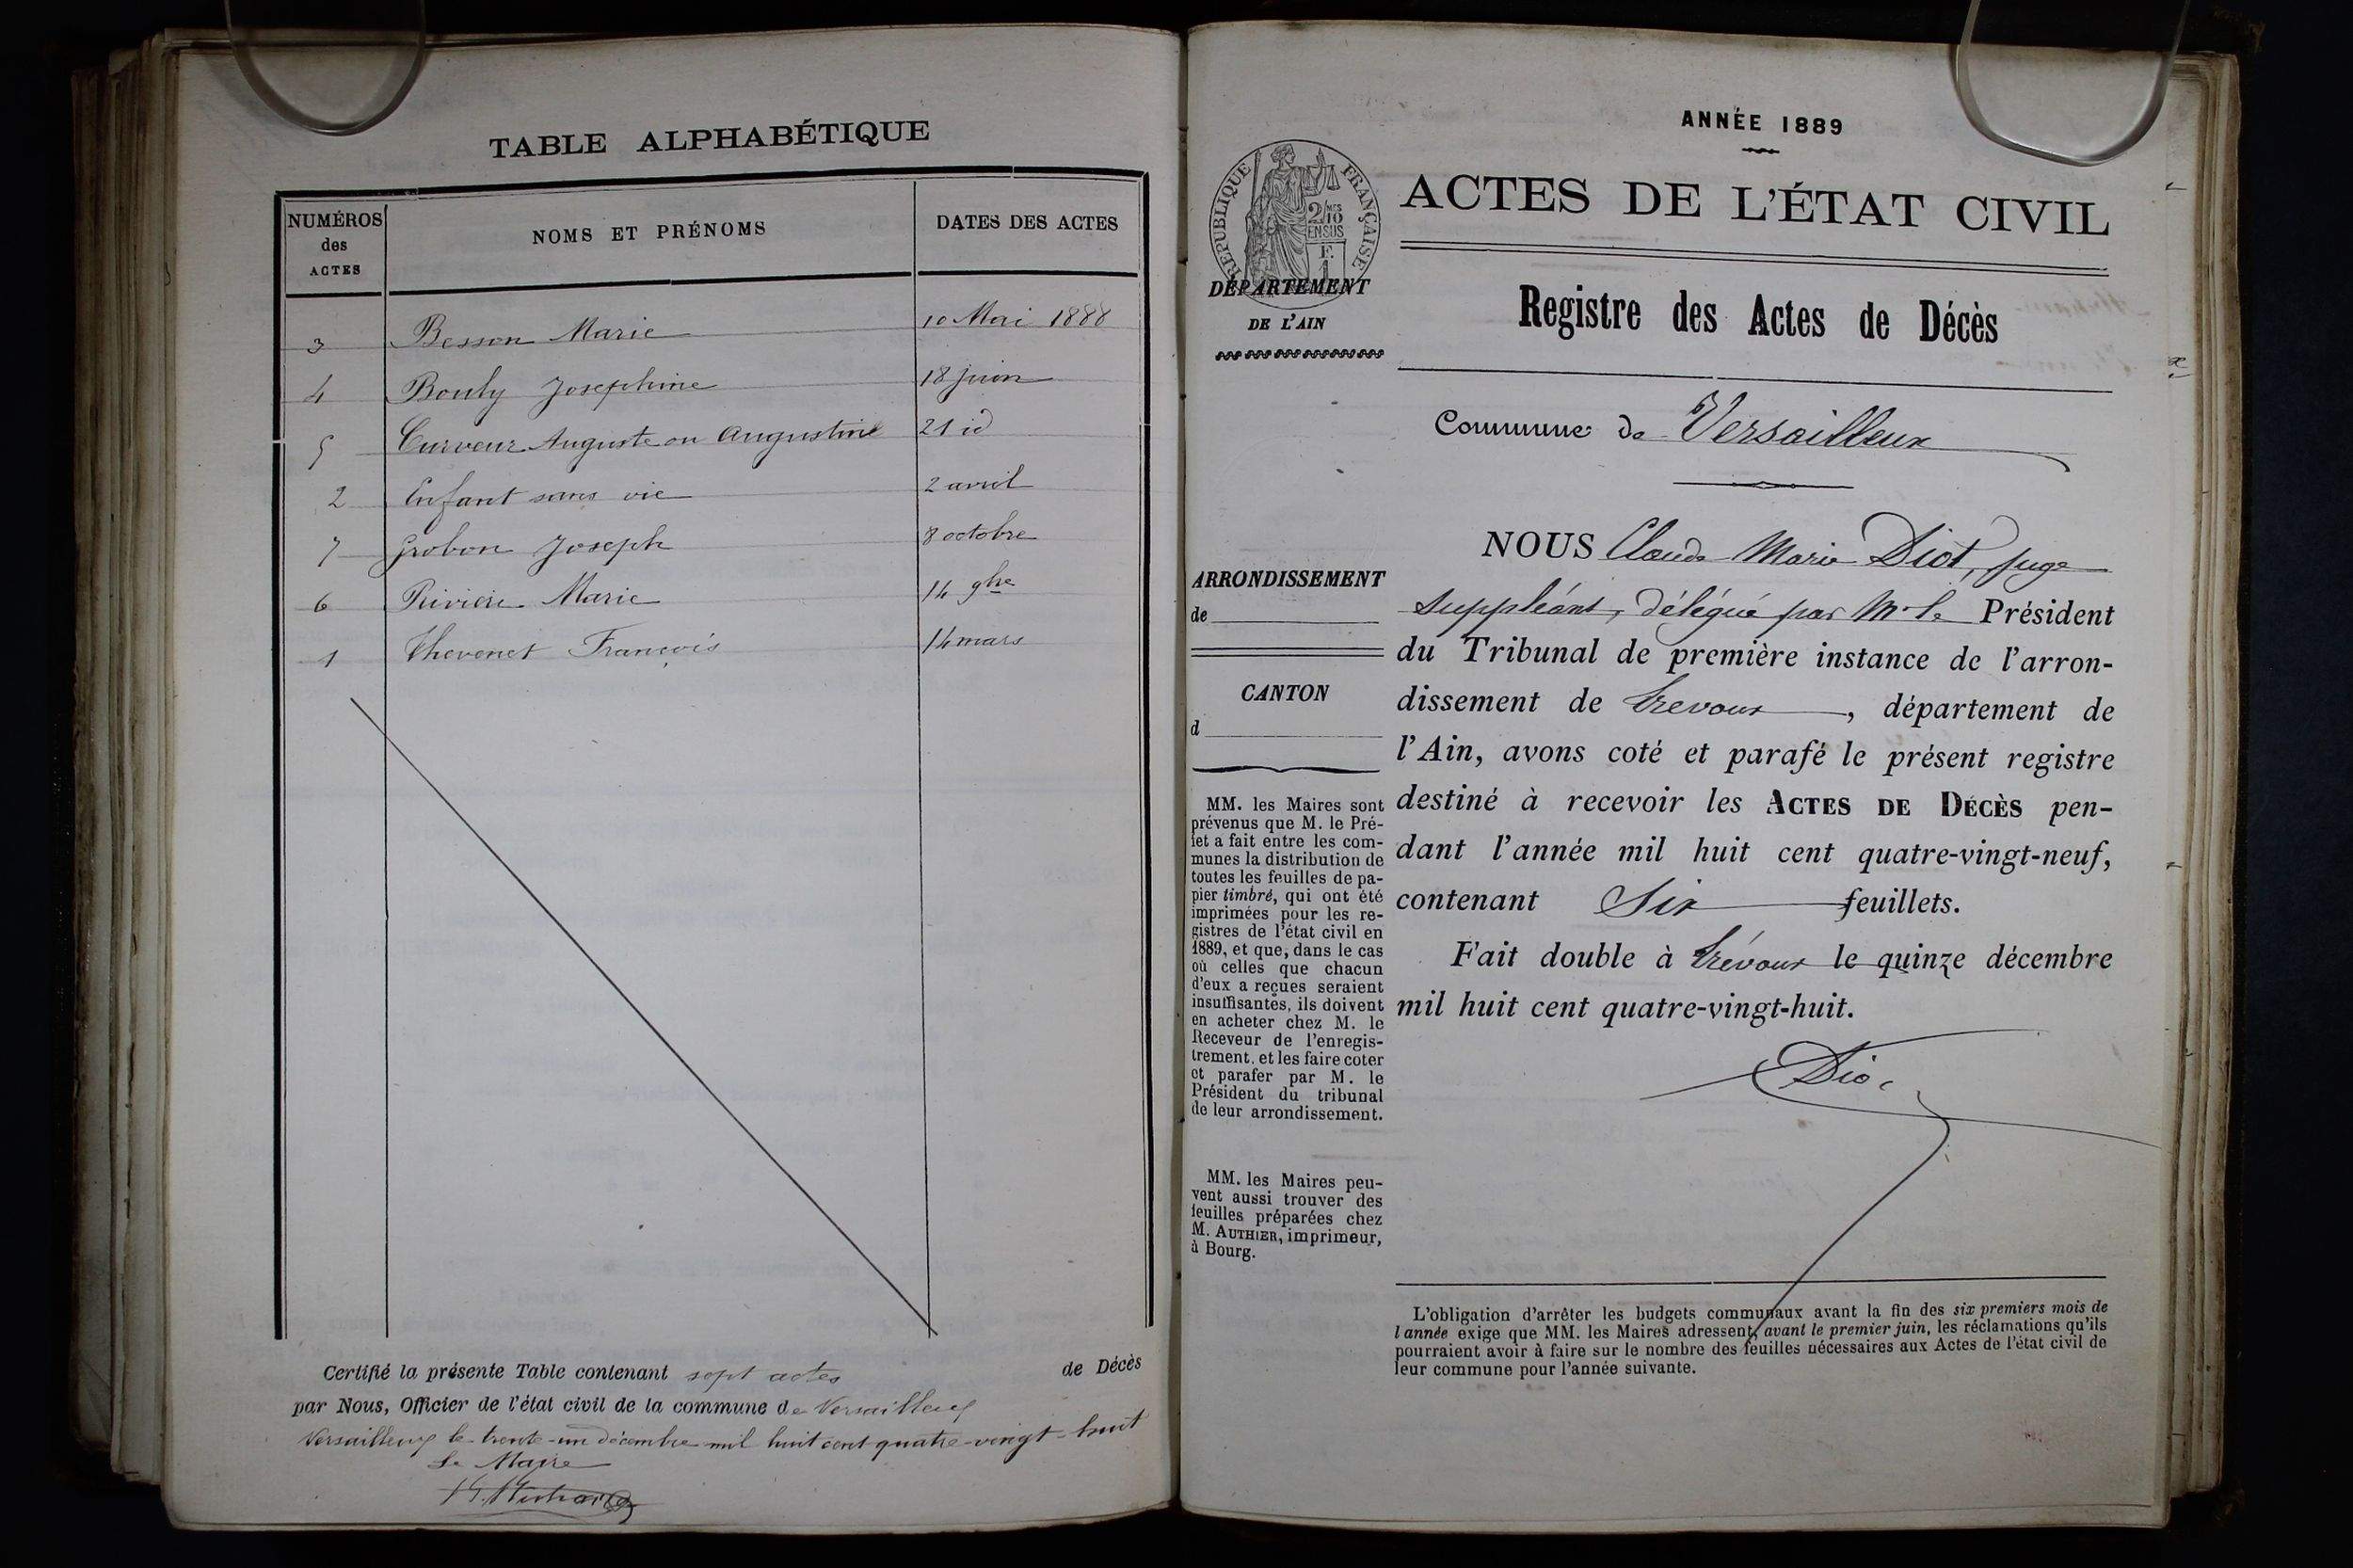 TABLE ALPHABÉTIQUE
NUMÉROS des ACTES
NOMS ET PRÉNOMS
DATES DES ACTES
3 Besson Marie 10 Mai 1888
4 Bouly Josephine 18 juin
5 Curveur Auguste ou Augustine 21 id
2 Enfant sans vie 2 avril
7 Grobon Joseph 8 octobre
6 Rivière Marie 14 9bre
1 Thevenet François 14 mars
Certifié la présente Table contenant sept actes de Décès
par Nous, Officier de l'état civil de la commune de Versailleux
Versailleux le trente-un décembre mil huit cent quatre-vingt-huit
Le Maire
ANNÉE 1889
ACTES DE L'ÉTAT CIVIL
RÉPUBLIQUE FRANÇAISE
2/10 MES
EN SUS
F.
1
DÉPARTEMENT
DE L'AIN
Registre des Actes de Décès
Commune de Versailleux
ARRONDISSEMENT
de
CANTON
d
MM. les Maires sont
prévenus que M. le Pré-
fet a fait entre les com-
munes la distribution de
toutes les feuilles de pa-
pier timbré, qui ont été
imprimées pour les re-
gistres de l'état civil en
1889, et que, dans le cas
où celles que chacun
d'eux a reçues seraient
insuffisantes, ils doivent
en acheter chez M. le
Receveur de l'enregis-
trement, et les faire coter
et parafer par M. le
Président du tribunal
de leur arrondissement.
MM. les Maires peu-
vent aussi trouver des
feuilles préparées chez
M. AUTHIER, imprimeur,
à Bourg.
NOUS Claude Marie Diot, juge
suppléant, délégué par Mr le Président
du Tribunal de première instance de l'arron-
dissement de Trevoux, département de
l'Ain, avons coté et parafé le présent registre
destiné à recevoir les ACTES DE DÉCÈS pen-
dant l'année mil huit cent quatre-vingt-neuf,
contenant Six feuillets.
Fait double à Trévoux le quinze décembre
mil huit cent quatre-vingt-huit.
Diot
L'obligation d'arrêter les budgets communaux avant la fin des six premiers mois de
l'année exige que MM. les Maires adressent, avant le premier juin, les réclamations qu'ils
pourraient avoir à faire sur le nombre des feuilles nécessaires aux Actes de l'état civil de
leur commune pour l'année suivante.